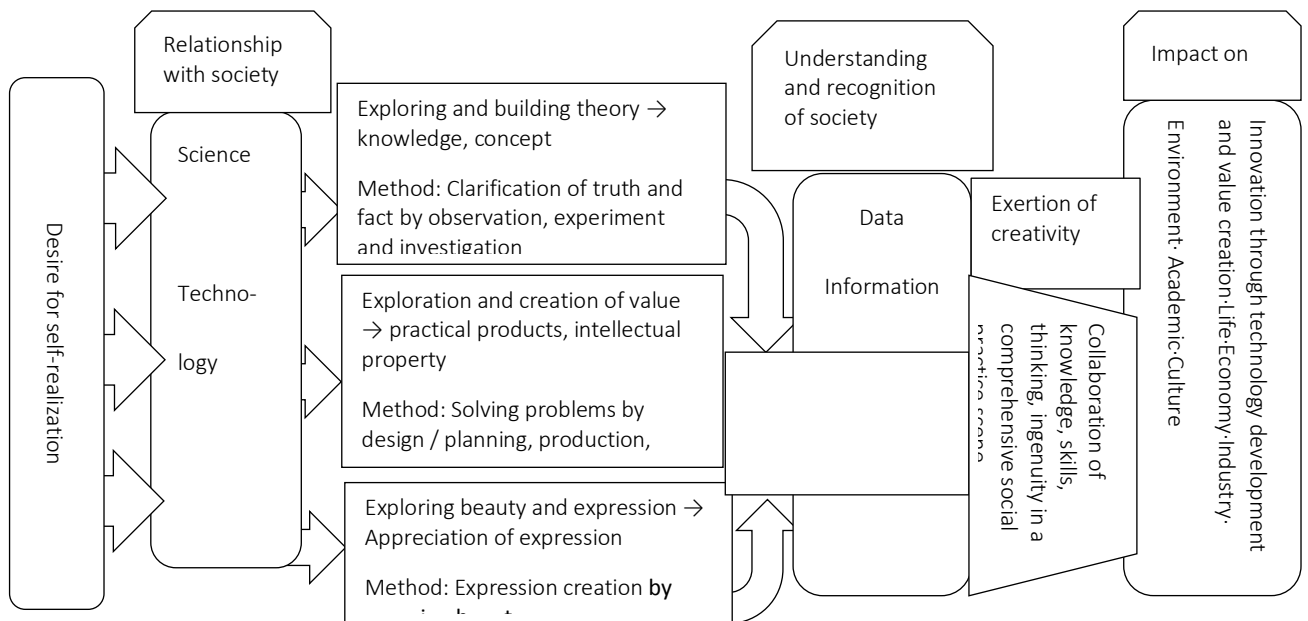 Desire for self-realization
Relationship
with society
Science
Techno-
logy
Exploring and building theory →
knowledge, concept
Method: Clarification of truth and
fact by observation, experiment
and investigation
Exploration and creation of value
→ practical products, intellectual
property
Method: Solving problems by
design / planning, production,
Exploring beauty and expression →
Appreciation of expression
Method: Expression creation by
Understanding
and recognition
of society
Data
Information
Exertion of
creativity
Collaboration of
knowledge, skills,
thinking, ingenuity in a
comprehensive social
practice scene
Impact on
Innovation through technology development
and value creation·Life·Economy·Industry·
Environment· Academic·Culture